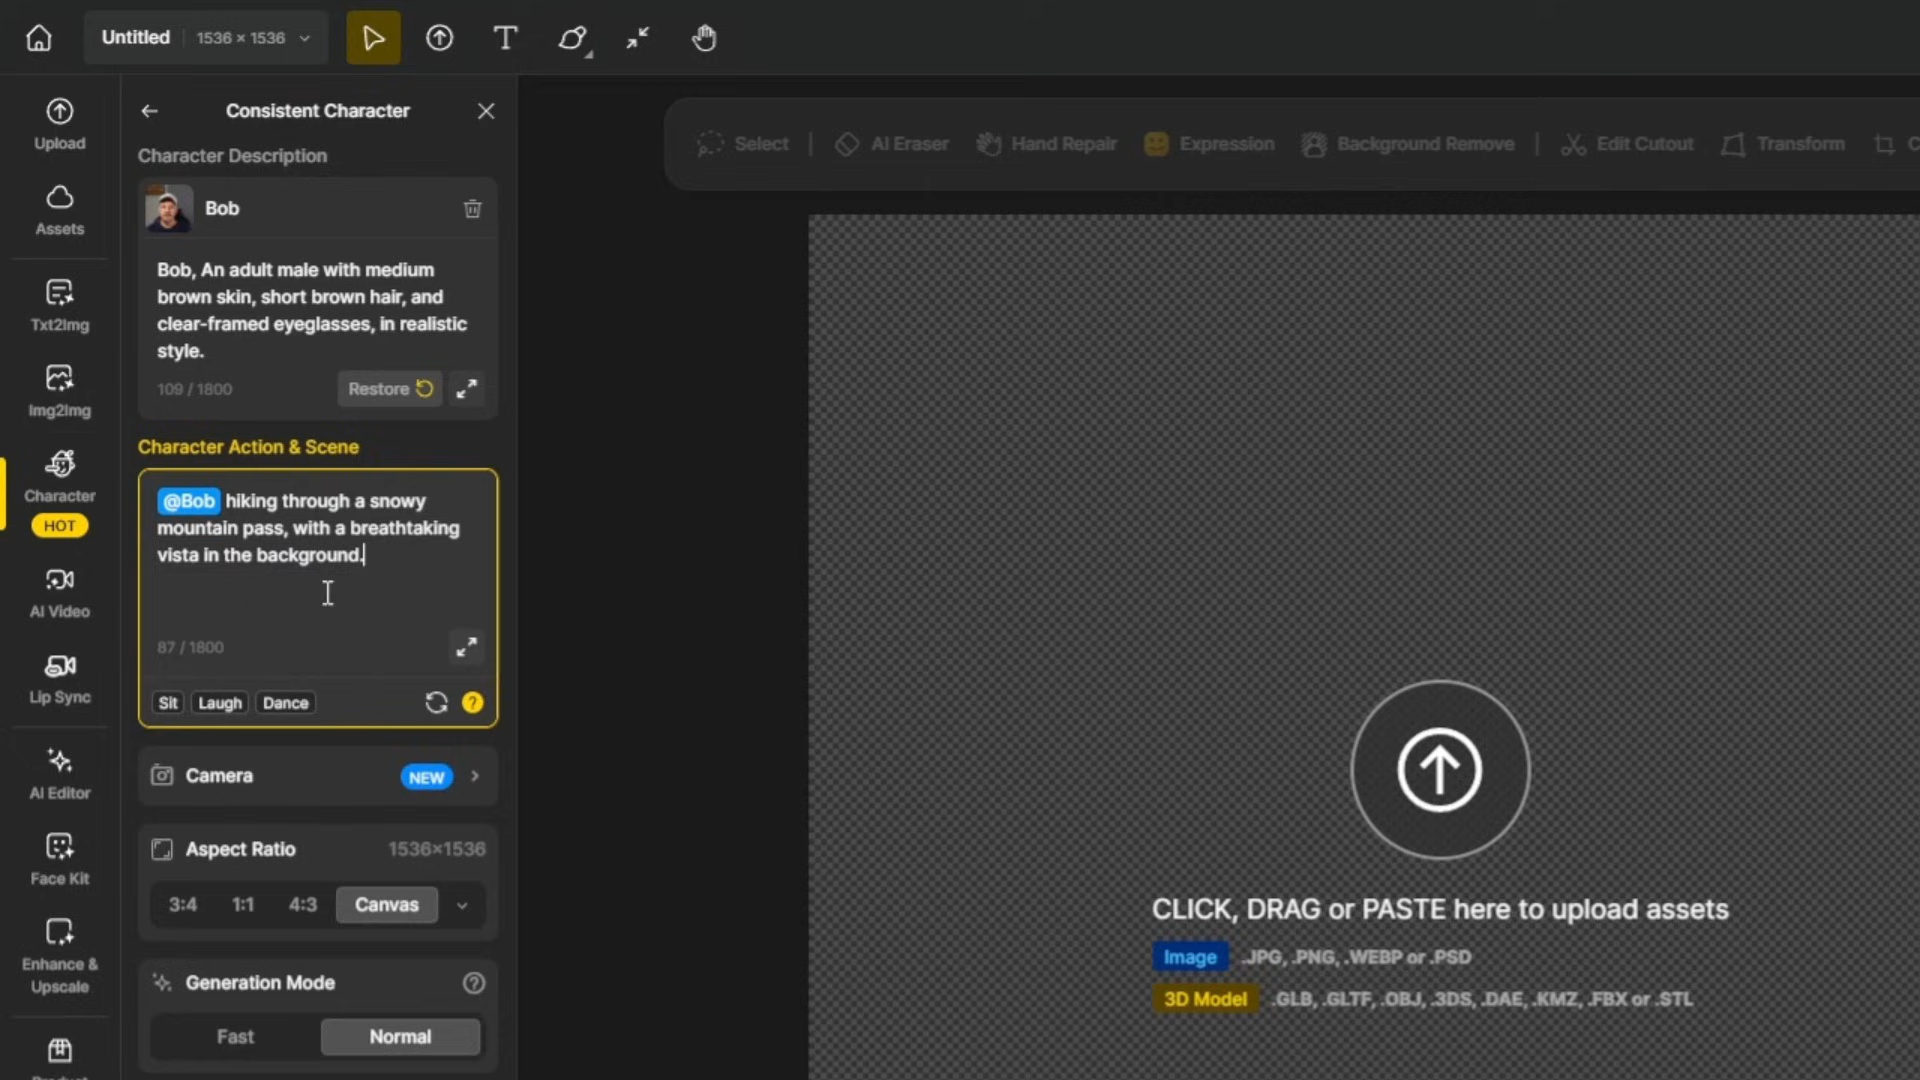 Untitled
1536 × 1536
T
Upload
Assets
Txt2Img
Img2Img
Character
HOT
AI Video
Lip Sync
AI Editor
Face Kit
Enhance &
Upscale
Consistent Character
Character Description
Bob
Bob, An adult male with medium
brown skin, short brown hair, and
clear-framed eyeglasses, in realistic
style.
109 / 1800
Restore
Character Action & Scene
@Bob hiking through a snowy
mountain pass, with a breathtaking
vista in the background.
87 / 1800
Sit
Laugh
Dance
?
Camera
NEW
Aspect Ratio
1536×1536
3:4
1:1
4:3
Canvas
Generation Mode
?
Fast
Normal
Select
AI Eraser
Hand Repair
Expression
Background Remove
Edit Cutout
Transform
CLICK, DRAG or PASTE here to upload assets
Image .JPG, .PNG, .WEBP or .PSD
3D Model .GLB, .GLTF, .OBJ, .3DS, .DAE, .KMZ, .FBX or .STL